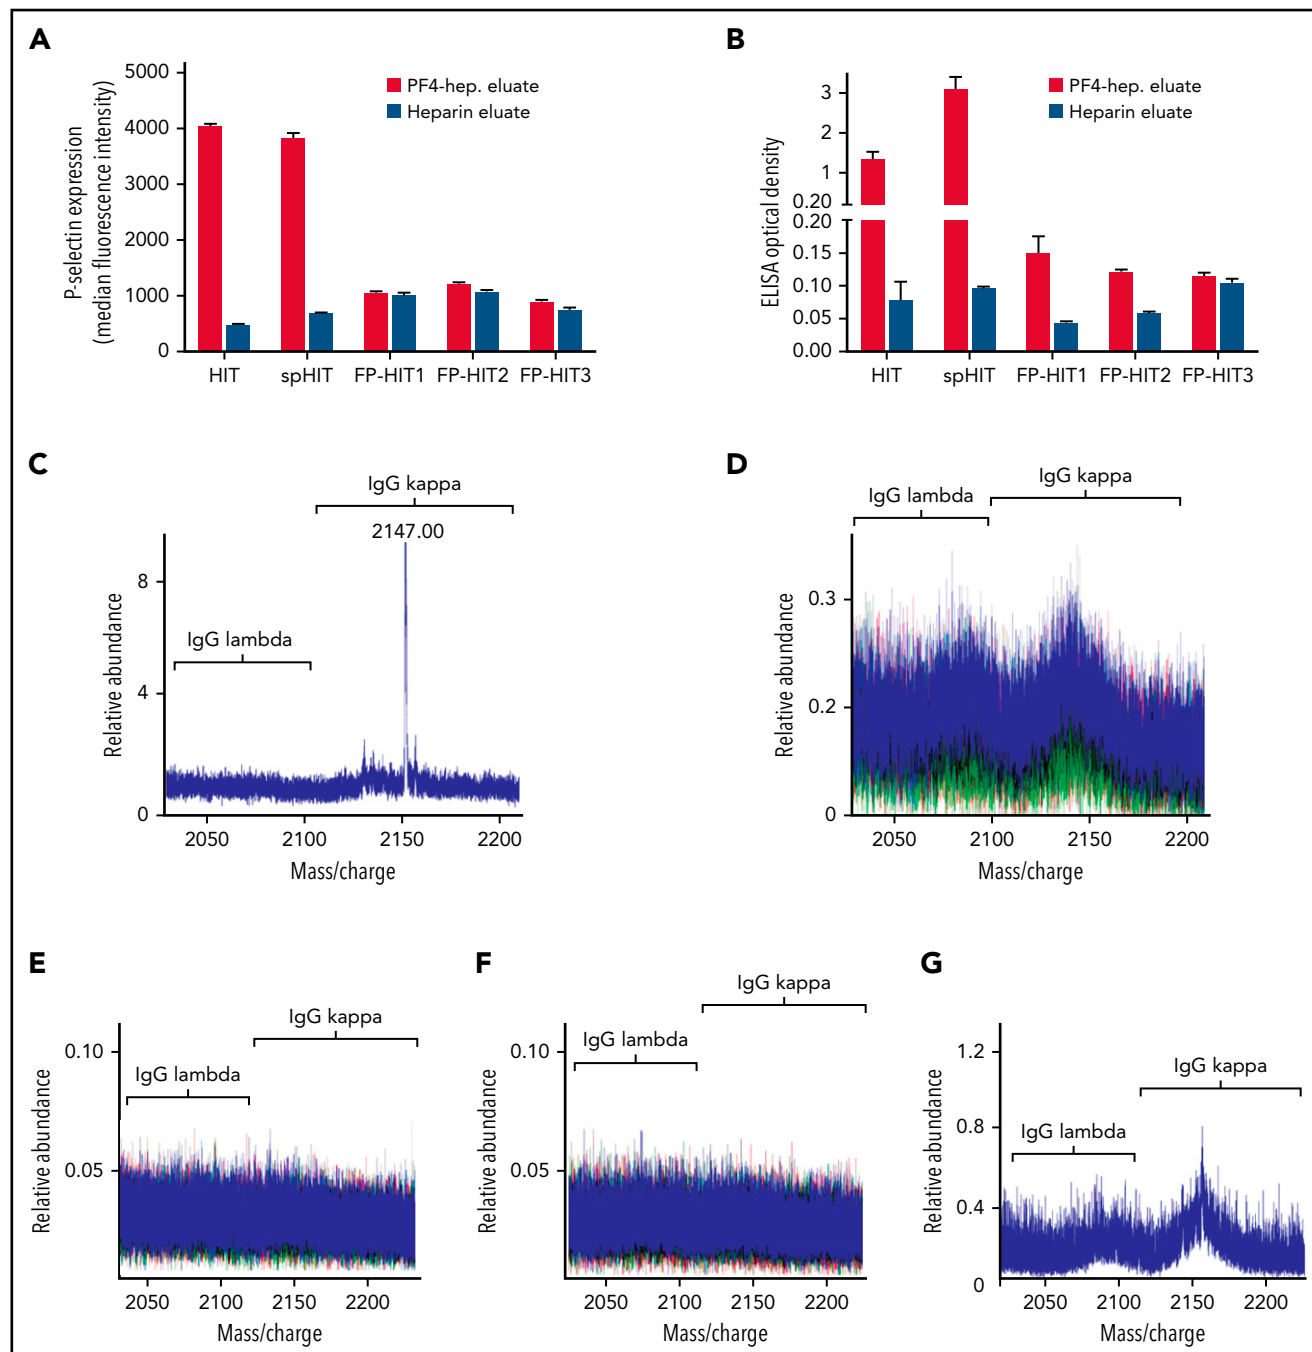 A
P-selectin expression
(median fluorescence intensity)
5000
4000
3000
2000
1000
0
PF4-hep. eluate
Heparin eluate
HIT
spHIT
FP-HIT1
FP-HIT2
FP-HIT3
B
ELISA optical density
3
2
1
0.20
0.20
0.15
0.10
0.05
0.00
PF4-hep. eluate
Heparin eluate
HIT
spHIT
FP-HIT1
FP-HIT2
FP-HIT3
C
IgG kappa
2147.00
IgG lambda
Relative abundance
8
4
0
2050
2100
2150
2200
Mass/charge
D
IgG kappa
IgG lambda
Relative abundance
0.3
0.2
0
2050
2100
2150
2200
Mass/charge
E
IgG kappa
IgG lambda
Relative abundance
0.10
0.05
2050
2100
2150
2200
Mass/charge
F
IgG kappa
IgG lambda
Relative abundance
0.10
0.05
2050
2100
2150
2200
Mass/charge
G
IgG kappa
IgG lambda
Relative abundance
1.2
0.8
0.4
0
2050
2100
2150
2200
Mass/charge